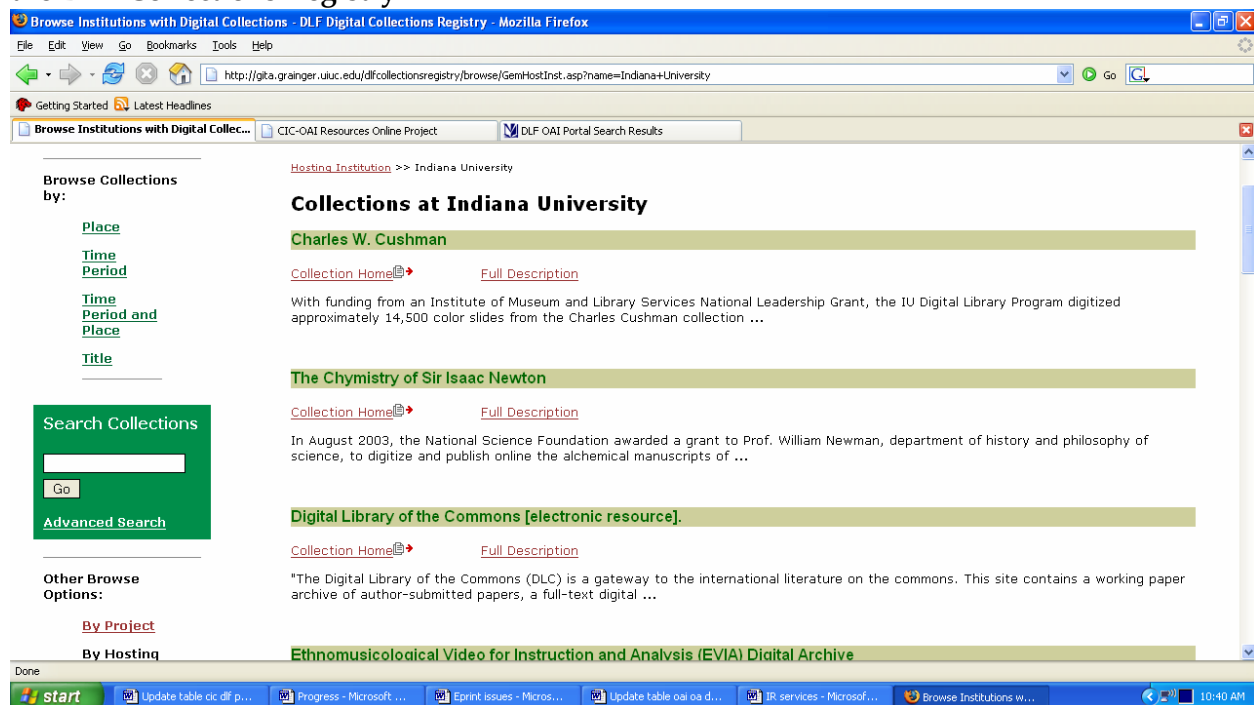 Browse Institutions with Digital Collections - DLF Digital Collections Registry - Mozilla Firefox
File Edit View Go Bookmarks Tools Help
http://gita.grainger.uiuc.edu/dlfcollectionsregistry/browse/GemHostInst.asp?name=Indiana+University Go
Getting Started Latest Headlines
Browse Institutions with Digital Collec... CIC-OAI Resources Online Project DLF OAI Portal Search Results
Browse Collections
by:
Place
Time
Period
Time
Period and
Place
Title
Search Collections
Go
Advanced Search
Other Browse
Options:
By Project
By Hosting
Hosting Institution >> Indiana University
Collections at Indiana University
Charles W. Cushman
Collection Home Full Description
With funding from an Institute of Museum and Library Services National Leadership Grant, the IU Digital Library Program digitized
approximately 14,500 color slides from the Charles Cushman collection ...
The Chymistry of Sir Isaac Newton
Collection Home Full Description
In August 2003, the National Science Foundation awarded a grant to Prof. William Newman, department of history and philosophy of
science, to digitize and publish online the alchemical manuscripts of ...
Digital Library of the Commons [electronic resource].
Collection Home Full Description
"The Digital Library of the Commons (DLC) is a gateway to the international literature on the commons. This site contains a working paper
archive of author-submitted papers, a full-text digital ...
Ethnomusicological Video for Instruction and Analysis (EVIA) Digital Archive
Done
start Update table cic dlf p... Progress - Microsoft ... Eprint issues - Micros... Update table oai oa d... IR services - Microsof... Browse Institutions w... 10:40 AM